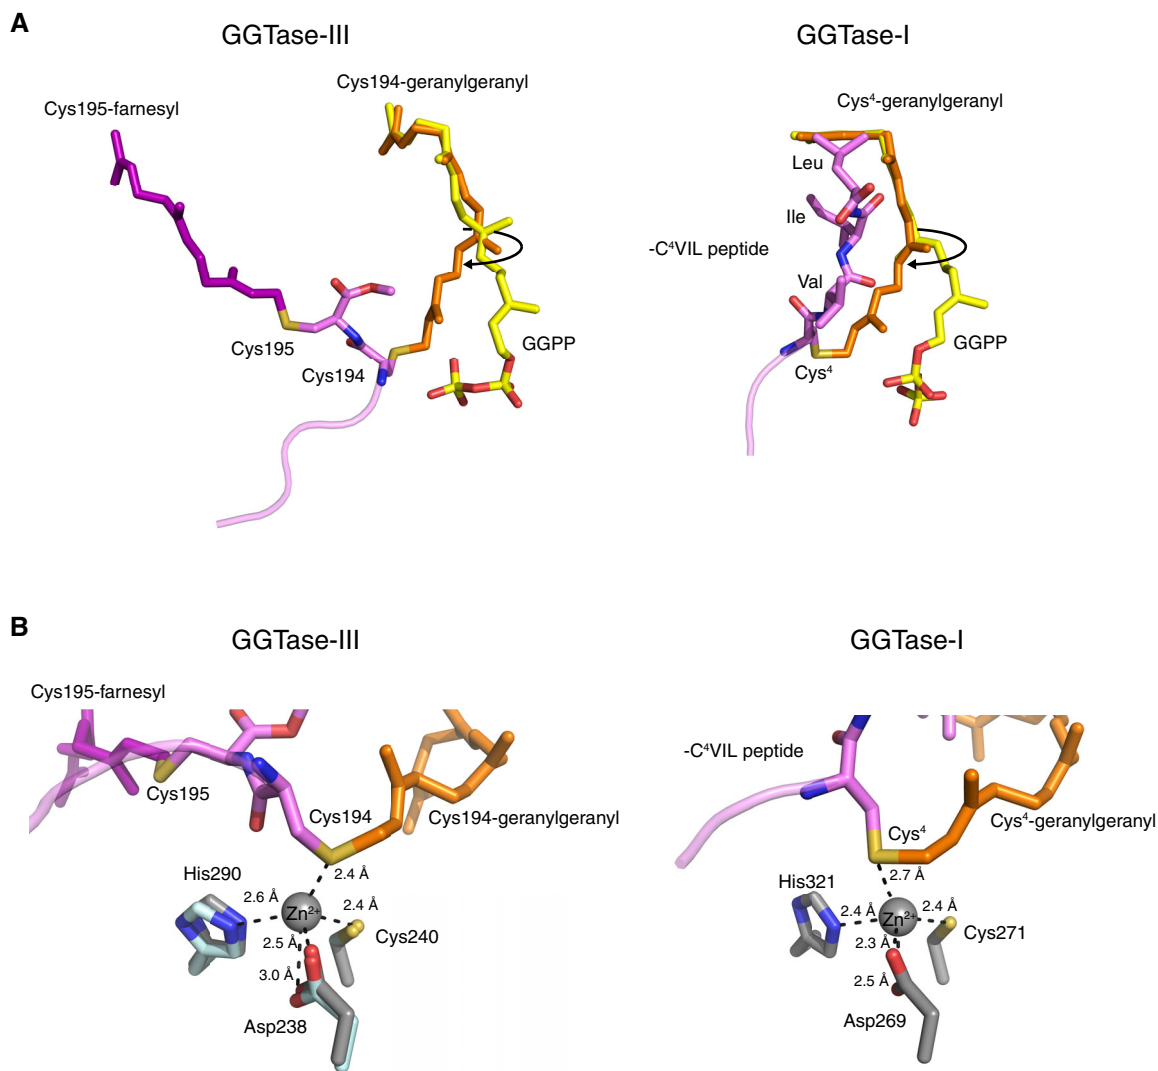 A
GGTase-III
GGTase-I
Cys194-geranylgeranyl
Cys195-farnesyl
Cys⁴-geranylgeranyl
Leu
Ile
-C⁴VIL peptide
Val
Cys195
GGPP
Cys194
Cys⁴
GGPP
B
GGTase-III
GGTase-I
Cys195-farnesyl
-C⁴VIL peptide
Cys195
Cys194
Cys194-geranylgeranyl
Cys⁴
Cys⁴-geranylgeranyl
2.4 Å
2.7 Å
His290
His321
2.6 Å
2.4 Å
2.4 Å
2.4 Å
Zn²⁺
Zn²⁺
Cys240
Cys271
2.5 Å
2.3 Å
3.0 Å
2.5 Å
Asp238
Asp269